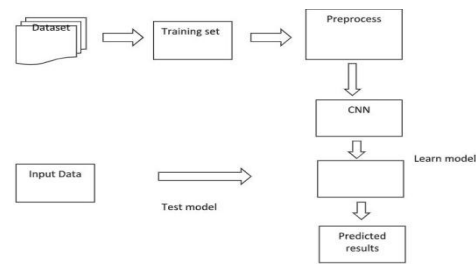 Dataset
Training set
Preprocess
CNN
Learn model
Input Data
Test model
Predicted
results